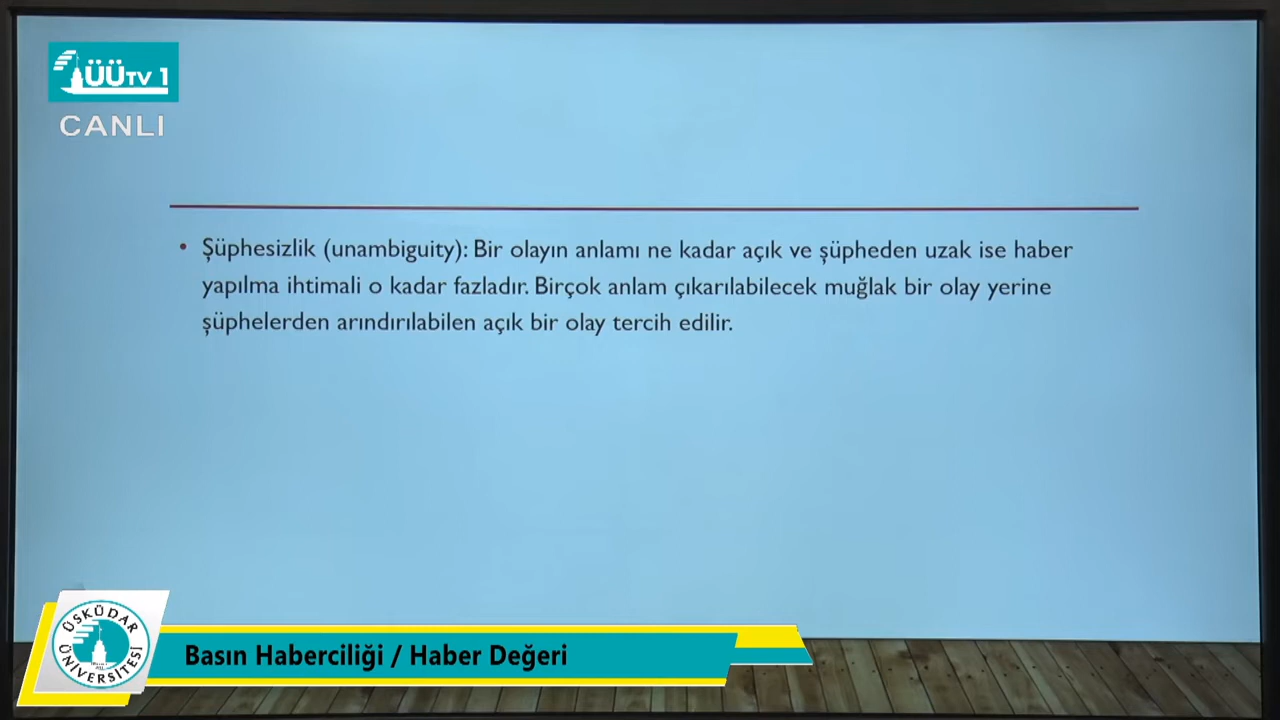 ÜÜTV 1
CANLI
• Şüphesizlik (unambiguity): Bir olayın anlamı ne kadar açık ve şüpheden uzak ise haber
yapılma ihtimali o kadar fazladır. Birçok anlam çıkarılabilecek muğlak bir olay yerine
şüphelerden arındırılabilen açık bir olay tercih edilir.
ÜSKÜDAR
ÜNİVERSİTESİ
Basın Haberciliği / Haber Değeri